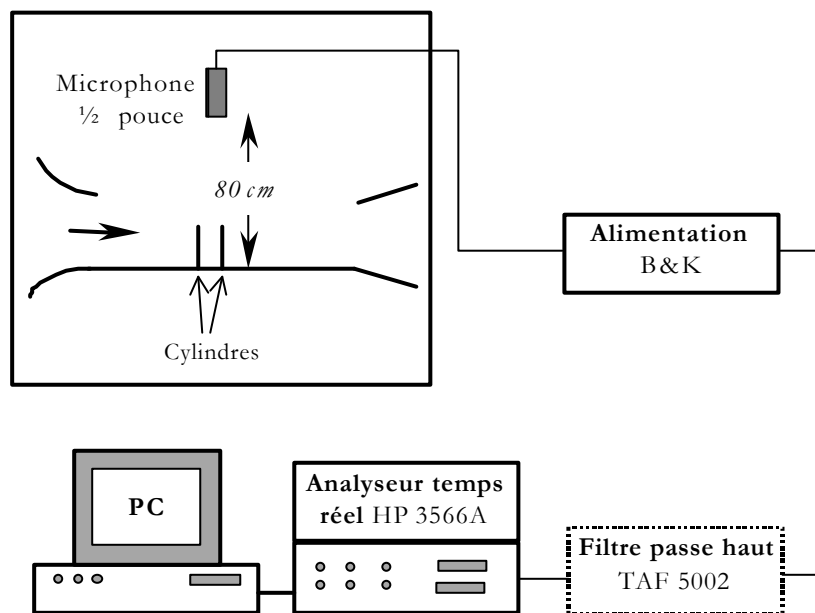 Microphone
½ pouce
80 cm
Cylindres
Alimentation
B&K
PC
Analyseur temps
réel HP 3566A
Filtre passe haut
TAF 5002